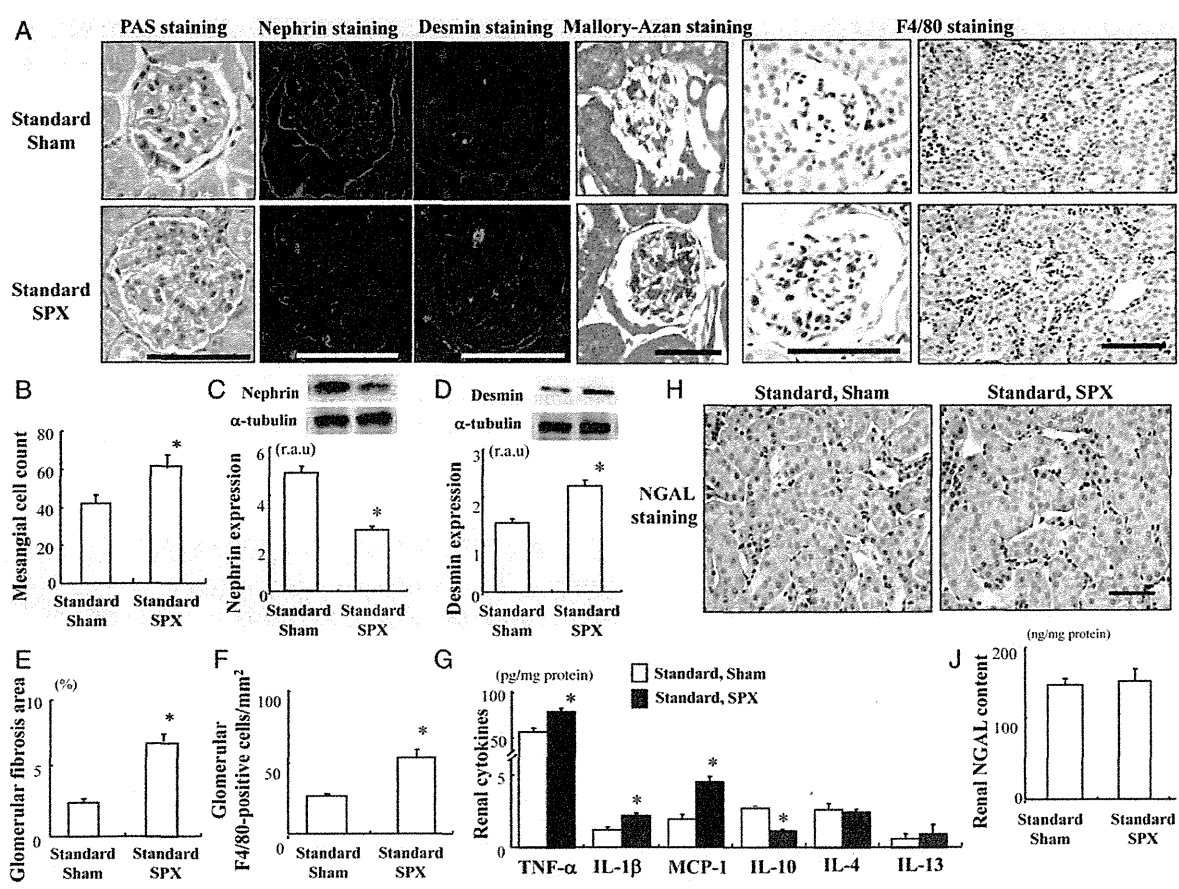 A
PAS staining
Nephrin staining
Desmin staining
Mallory-Azan staining
F4/80 staining
Standard
Sham
Standard
SPX
B
Mesangial cell count
80
60
40
20
0
*
Standard
Sham
Standard
SPX
C
Nephrin
α-tubulin
(r.a.u)
Nephrin expression
6
4
2
0
*
Standard
Sham
Standard
SPX
D
Desmin
α-tubulin
(r.a.u)
Desmin expression
3
2
1
0
*
Standard
Sham
Standard
SPX
H
Standard, Sham
Standard, SPX
NGAL
staining
E
(%)
Glomerular fibrosis area
10
5
0
*
Standard
Sham
Standard
SPX
F
Glomerular
F4/80-positive cells/mm2
100
50
0
*
Standard
Sham
Standard
SPX
G
(pg/mg protein)
Standard, Sham
Standard, SPX
Renal cytokines
100
50
5
0
*
*
*
*
TNF-α
IL-1β
MCP-1
IL-10
IL-4
IL-13
J
(ng/mg protein)
Renal NGAL content
200
100
0
Standard
Sham
Standard
SPX